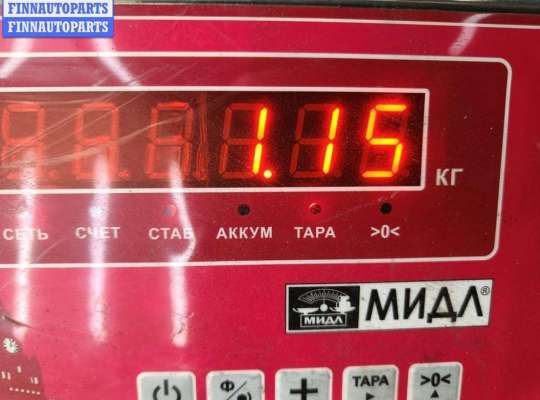 FINNAUTOPARTS
FINNAUTOPARTS
1.15
КГ
СЕТЬ СЧЕТ СТАБ АККУМ ТАРА >0<
МИДЛ МИДЛ®
Ф + ТАРА >0<